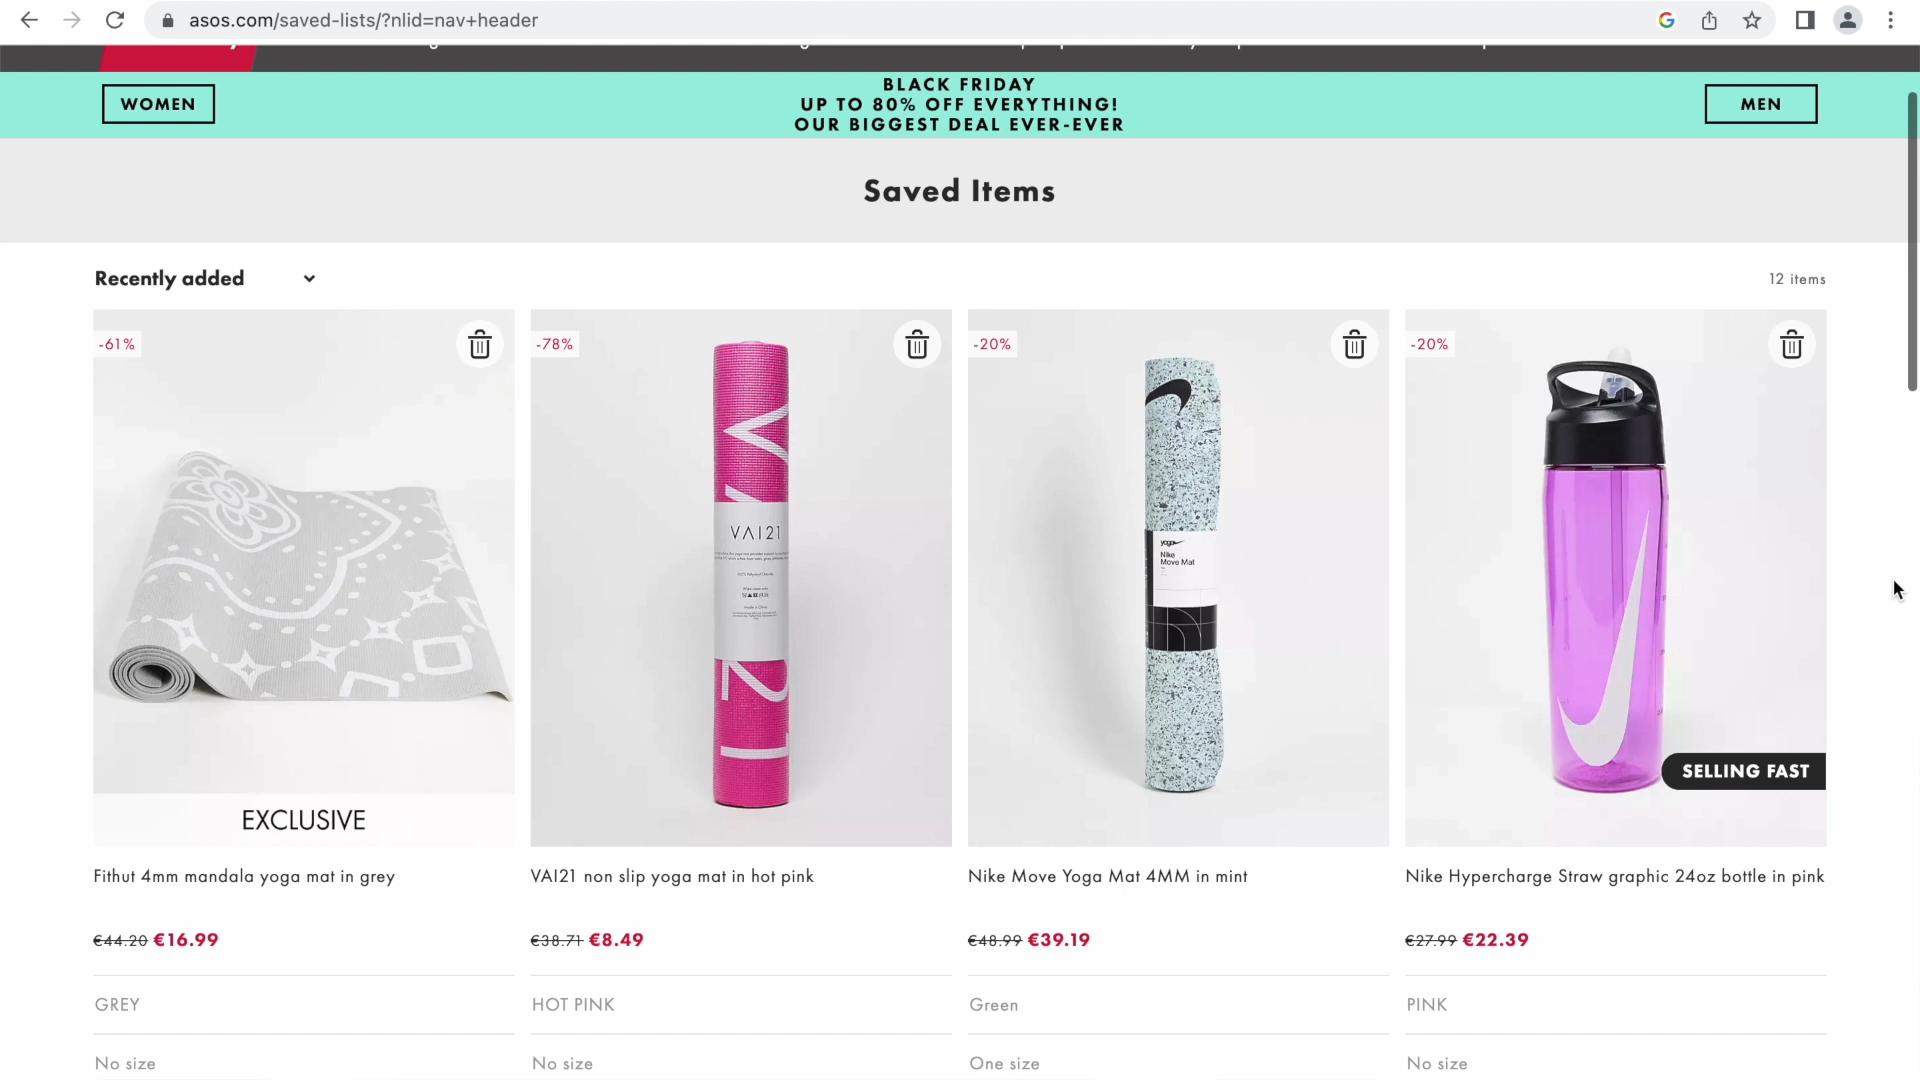 asos.com/saved-lists/?nlid=nav+header
WOMEN
BLACK FRIDAY
UP TO 80% OFF EVERYTHING!
OUR BIGGEST DEAL EVER-EVER
MEN
Saved Items
Recently added
12 items
-61%
-78%
-20%
-20%
VAI21
VAI21
yoga
Nike
Move Mat
SELLING FAST
EXCLUSIVE
Fithut 4mm mandala yoga mat in grey
VAI21 non slip yoga mat in hot pink
Nike Move Yoga Mat 4MM in mint
Nike Hypercharge Straw graphic 24oz bottle in pink
€44.20 €16.99
€38.71 €8.49
€48.99 €39.19
€27.99 €22.39
GREY
HOT PINK
Green
PINK
No size
No size
One size
No size